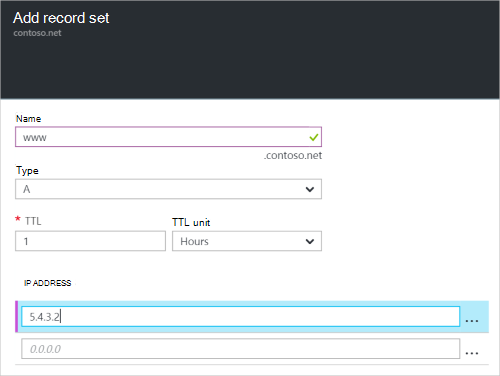 Add record set
contoso.net
Name
www
.contoso.net
Type
A
* TTL
TTL unit
1
Hours
IP ADDRESS
5.4.3.2
...
0.0.0.0
...